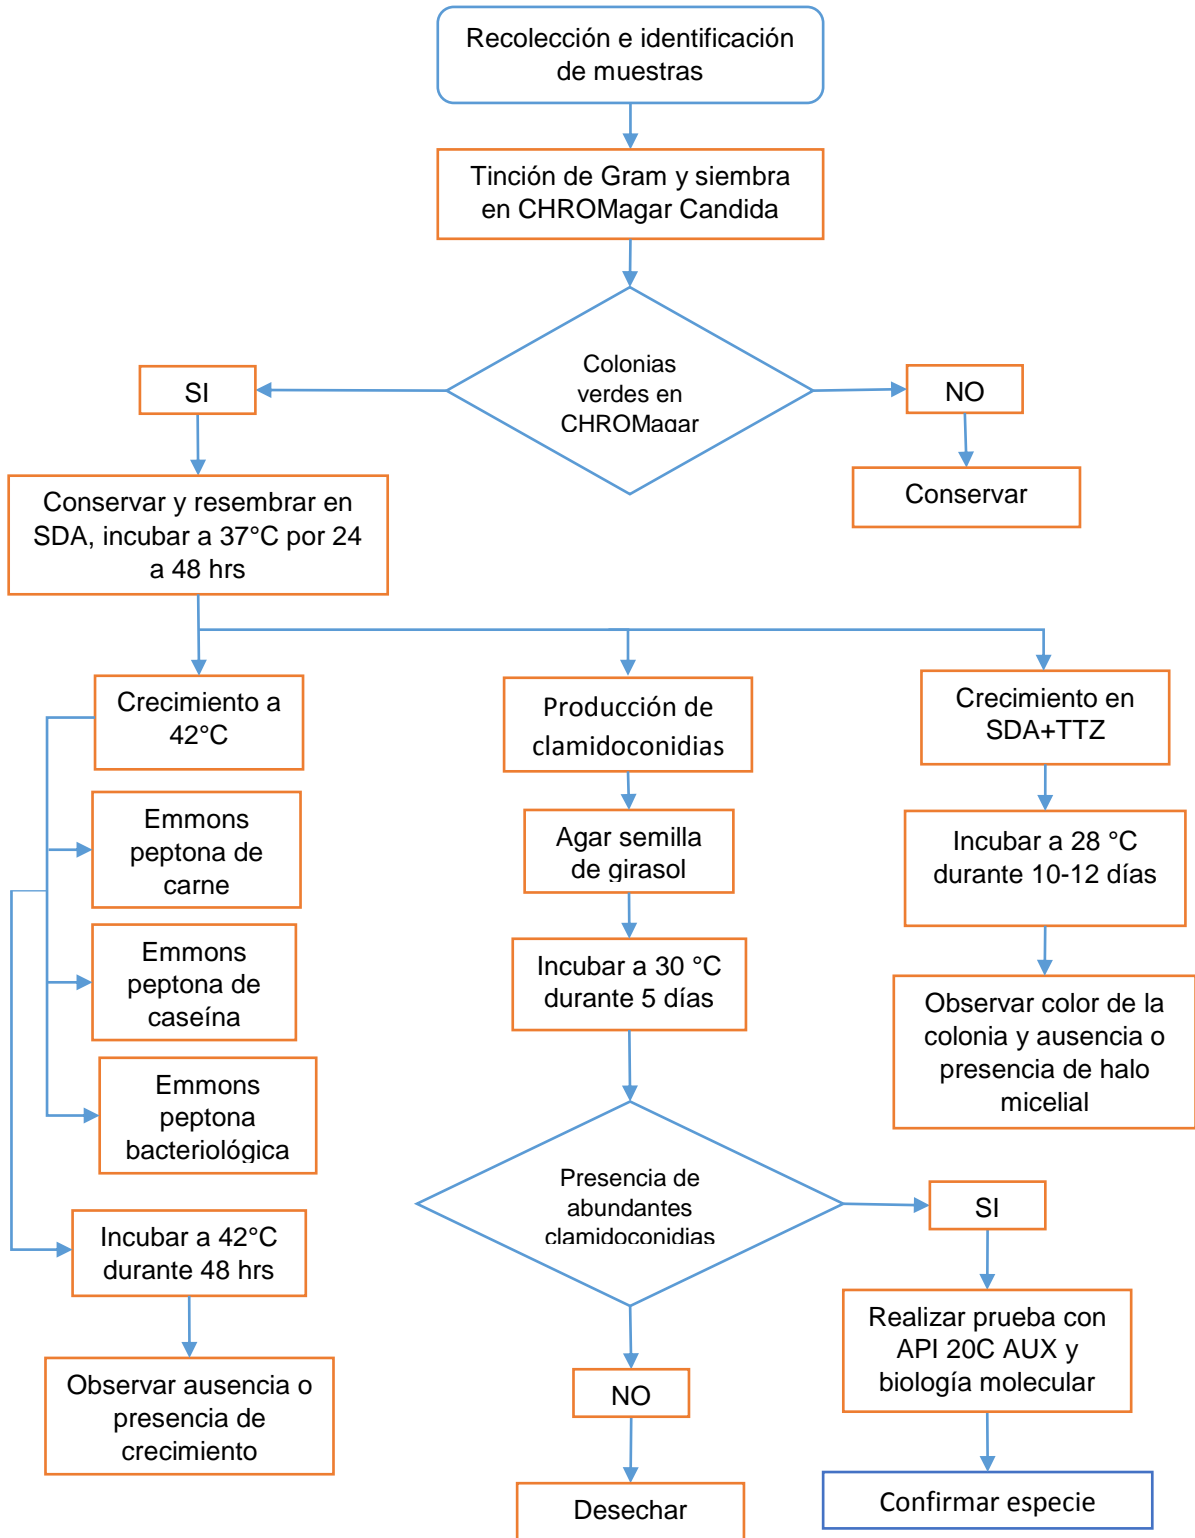 Recolección e identificación
de muestras
Tinción de Gram y siembra
en CHROMagar Candida
Colonias
verdes en
CHROMagar
SI
NO
Conservar y resembrar en
SDA, incubar a 37°C por 24
a 48 hrs
Conservar
Crecimiento a
42°C
Producción de
clamidoconidias
Crecimiento en
SDA+TTZ
Emmons
peptona de
carne
Agar semilla
de girasol
Incubar a 28 °C
durante 10-12 días
Emmons
peptona de
caseína
Incubar a 30 °C
durante 5 días
Observar color de la
colonia y ausencia o
presencia de halo
micelial
Emmons
peptona
bacteriológica
Presencia de
abundantes
clamidoconidias
SI
Incubar a 42°C
durante 48 hrs
Realizar prueba con
API 20C AUX y
biología molecular
Observar ausencia o
presencia de
crecimiento
NO
Desechar
Confirmar especie